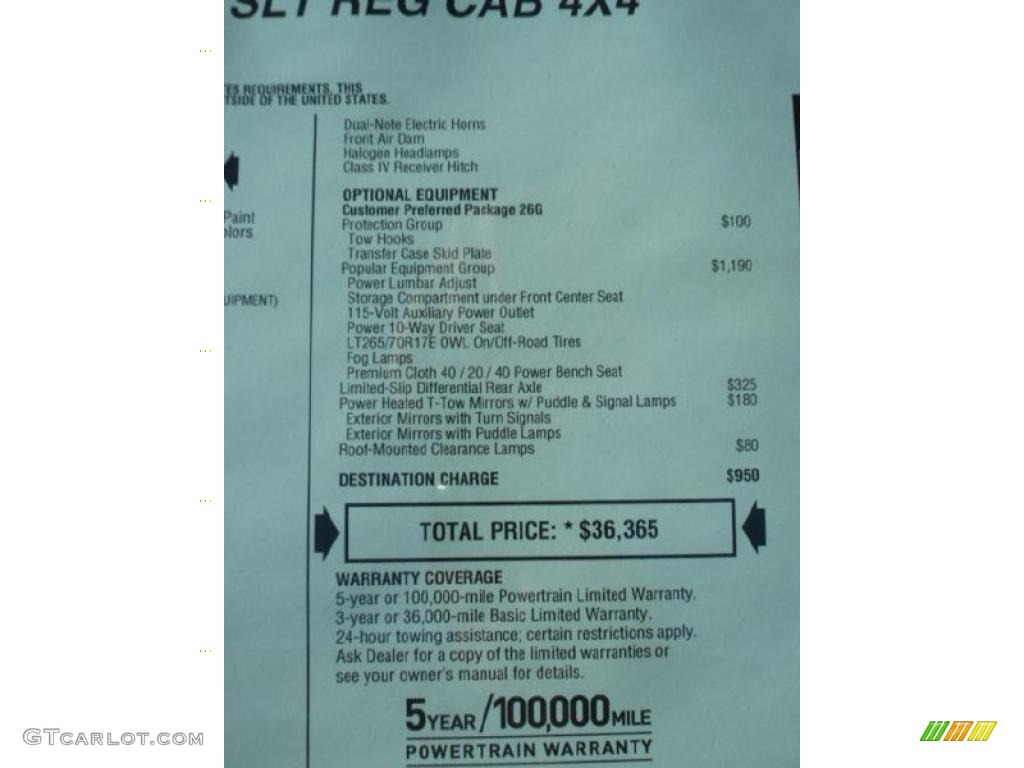 SLT REG CAB 4X4
ES REQUIREMENTS, THIS
TSIDE OF THE UNITED STATES.
Dual-Note Electric Horns
Front Air Dam
Halogen Headlamps
Class IV Receiver Hitch
OPTIONAL EQUIPMENT
Customer Preferred Package 26G
Protection Group $100
Tow Hooks
Transfer Case Skid Plate
Popular Equipment Group $1,190
Power Lumbar Adjust
Storage Compartment under Front Center Seat
115-Volt Auxiliary Power Outlet
Power 10-Way Driver Seat
LT265/70R17E OWL On/Off-Road Tires
Fog Lamps
Premium Cloth 40 / 20 / 40 Power Bench Seat
Limited-Slip Differential Rear Axle $325
Power Heated T-Tow Mirrors w/ Puddle & Signal Lamps $180
Exterior Mirrors with Turn Signals
Exterior Mirrors with Puddle Lamps
Roof-Mounted Clearance Lamps $80
DESTINATION CHARGE $950
TOTAL PRICE: * $36,365
WARRANTY COVERAGE
5-year or 100,000-mile Powertrain Limited Warranty.
3-year or 36,000-mile Basic Limited Warranty.
24-hour towing assistance; certain restrictions apply.
Ask Dealer for a copy of the limited warranties or
see your owner's manual for details.
5 YEAR/100,000 MILE
POWERTRAIN WARRANTY
Paint
olors
UIPMENT)
GTCARLOT.COM